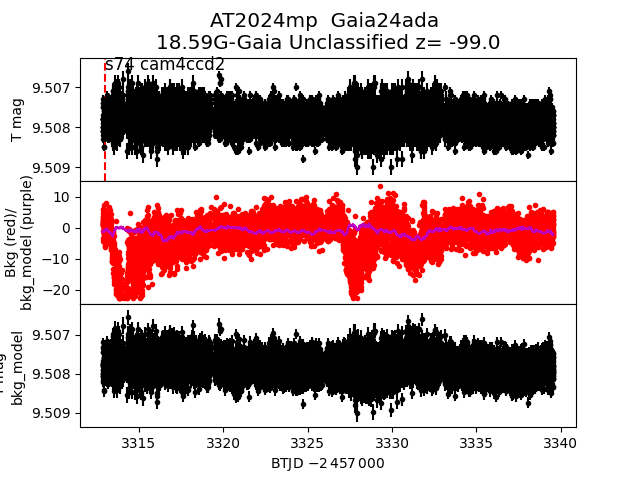 AT2024mp  Gaia24ada
18.59G-Gaia Unclassified z= -99.0
s74 cam4ccd2
9.507
9.508
9.509
T mag
10
0
−10
−20
Bkg (red)/
bkg_model (purple)
9.507
9.508
9.509
bkg_model
3315
3320
3325
3330
3335
3340
BTJD −2 457 000